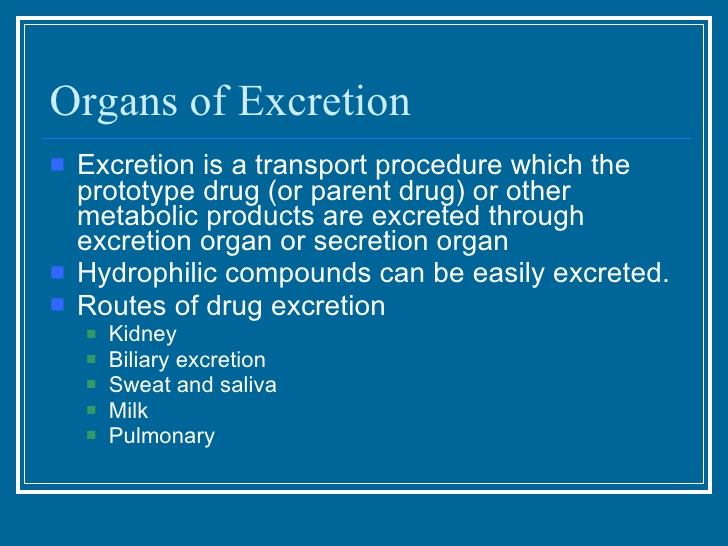 Organs of Excretion
Excretion is a transport procedure which the
prototype drug (or parent drug) or other
metabolic products are excreted through
excretion organ or secretion organ
Hydrophilic compounds can be easily excreted.
Routes of drug excretion
Kidney
Biliary excretion
Sweat and saliva
Milk
Pulmonary